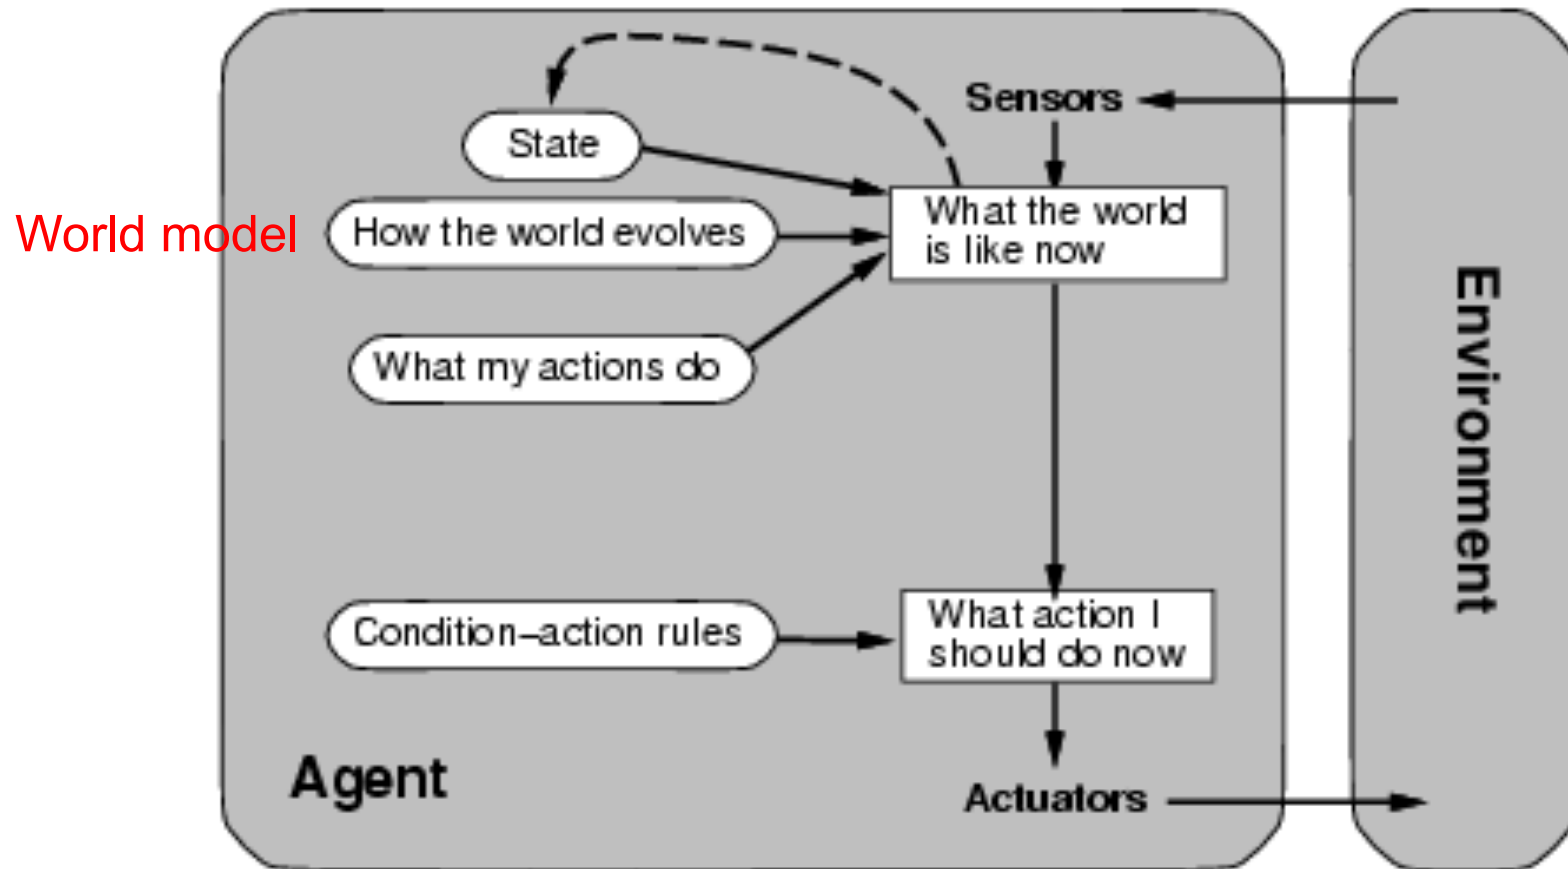 Sensors
State
What the world
is like now
World model
How the world evolves
What my actions do
Environment
Condition–action rules
What action I
should do now
Agent
Actuators